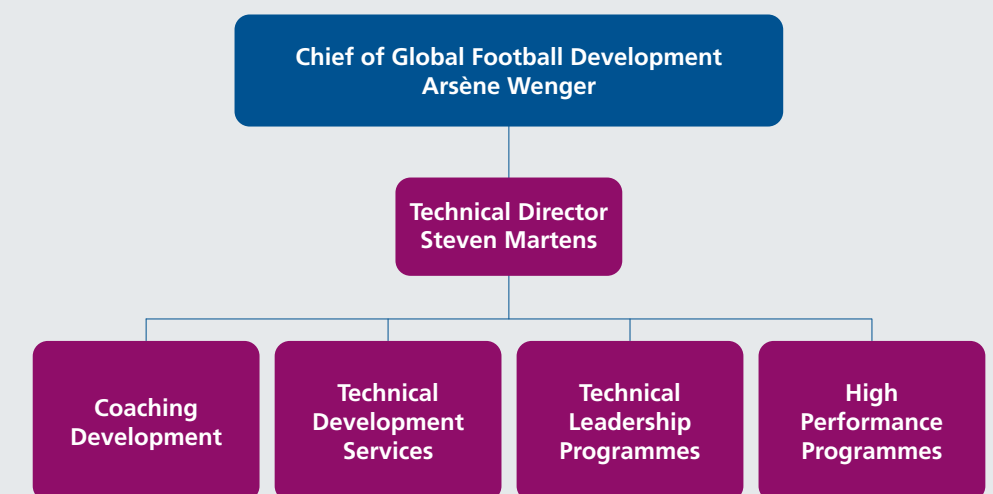 Chief of Global Football Development
Arsène Wenger
Technical Director
Steven Martens
Coaching
Development
Technical
Development
Services
Technical
Leadership
Programmes
High
Performance
Programmes